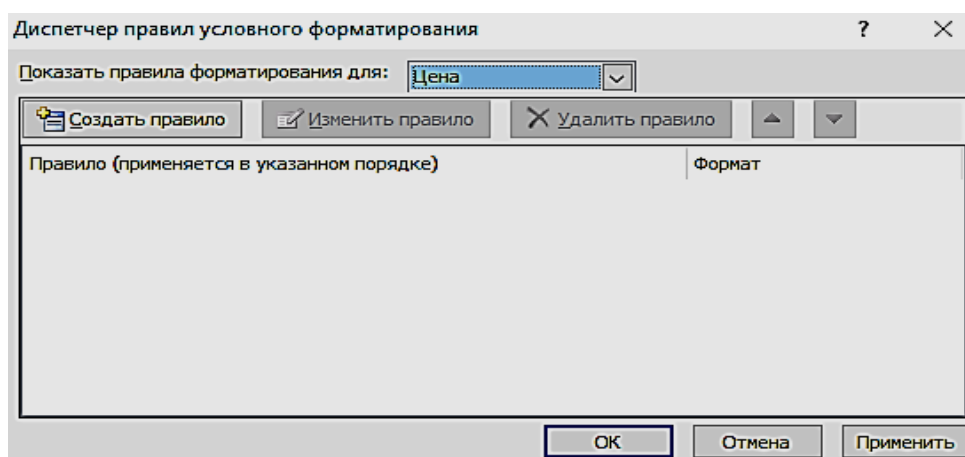 Диспетчер правил условного форматирования ?
Показать правила форматирования для: Цена
Создать правило Изменить правило Удалить правило
Правило (применяется в указанном порядке) Формат
ОК Отмена Применить